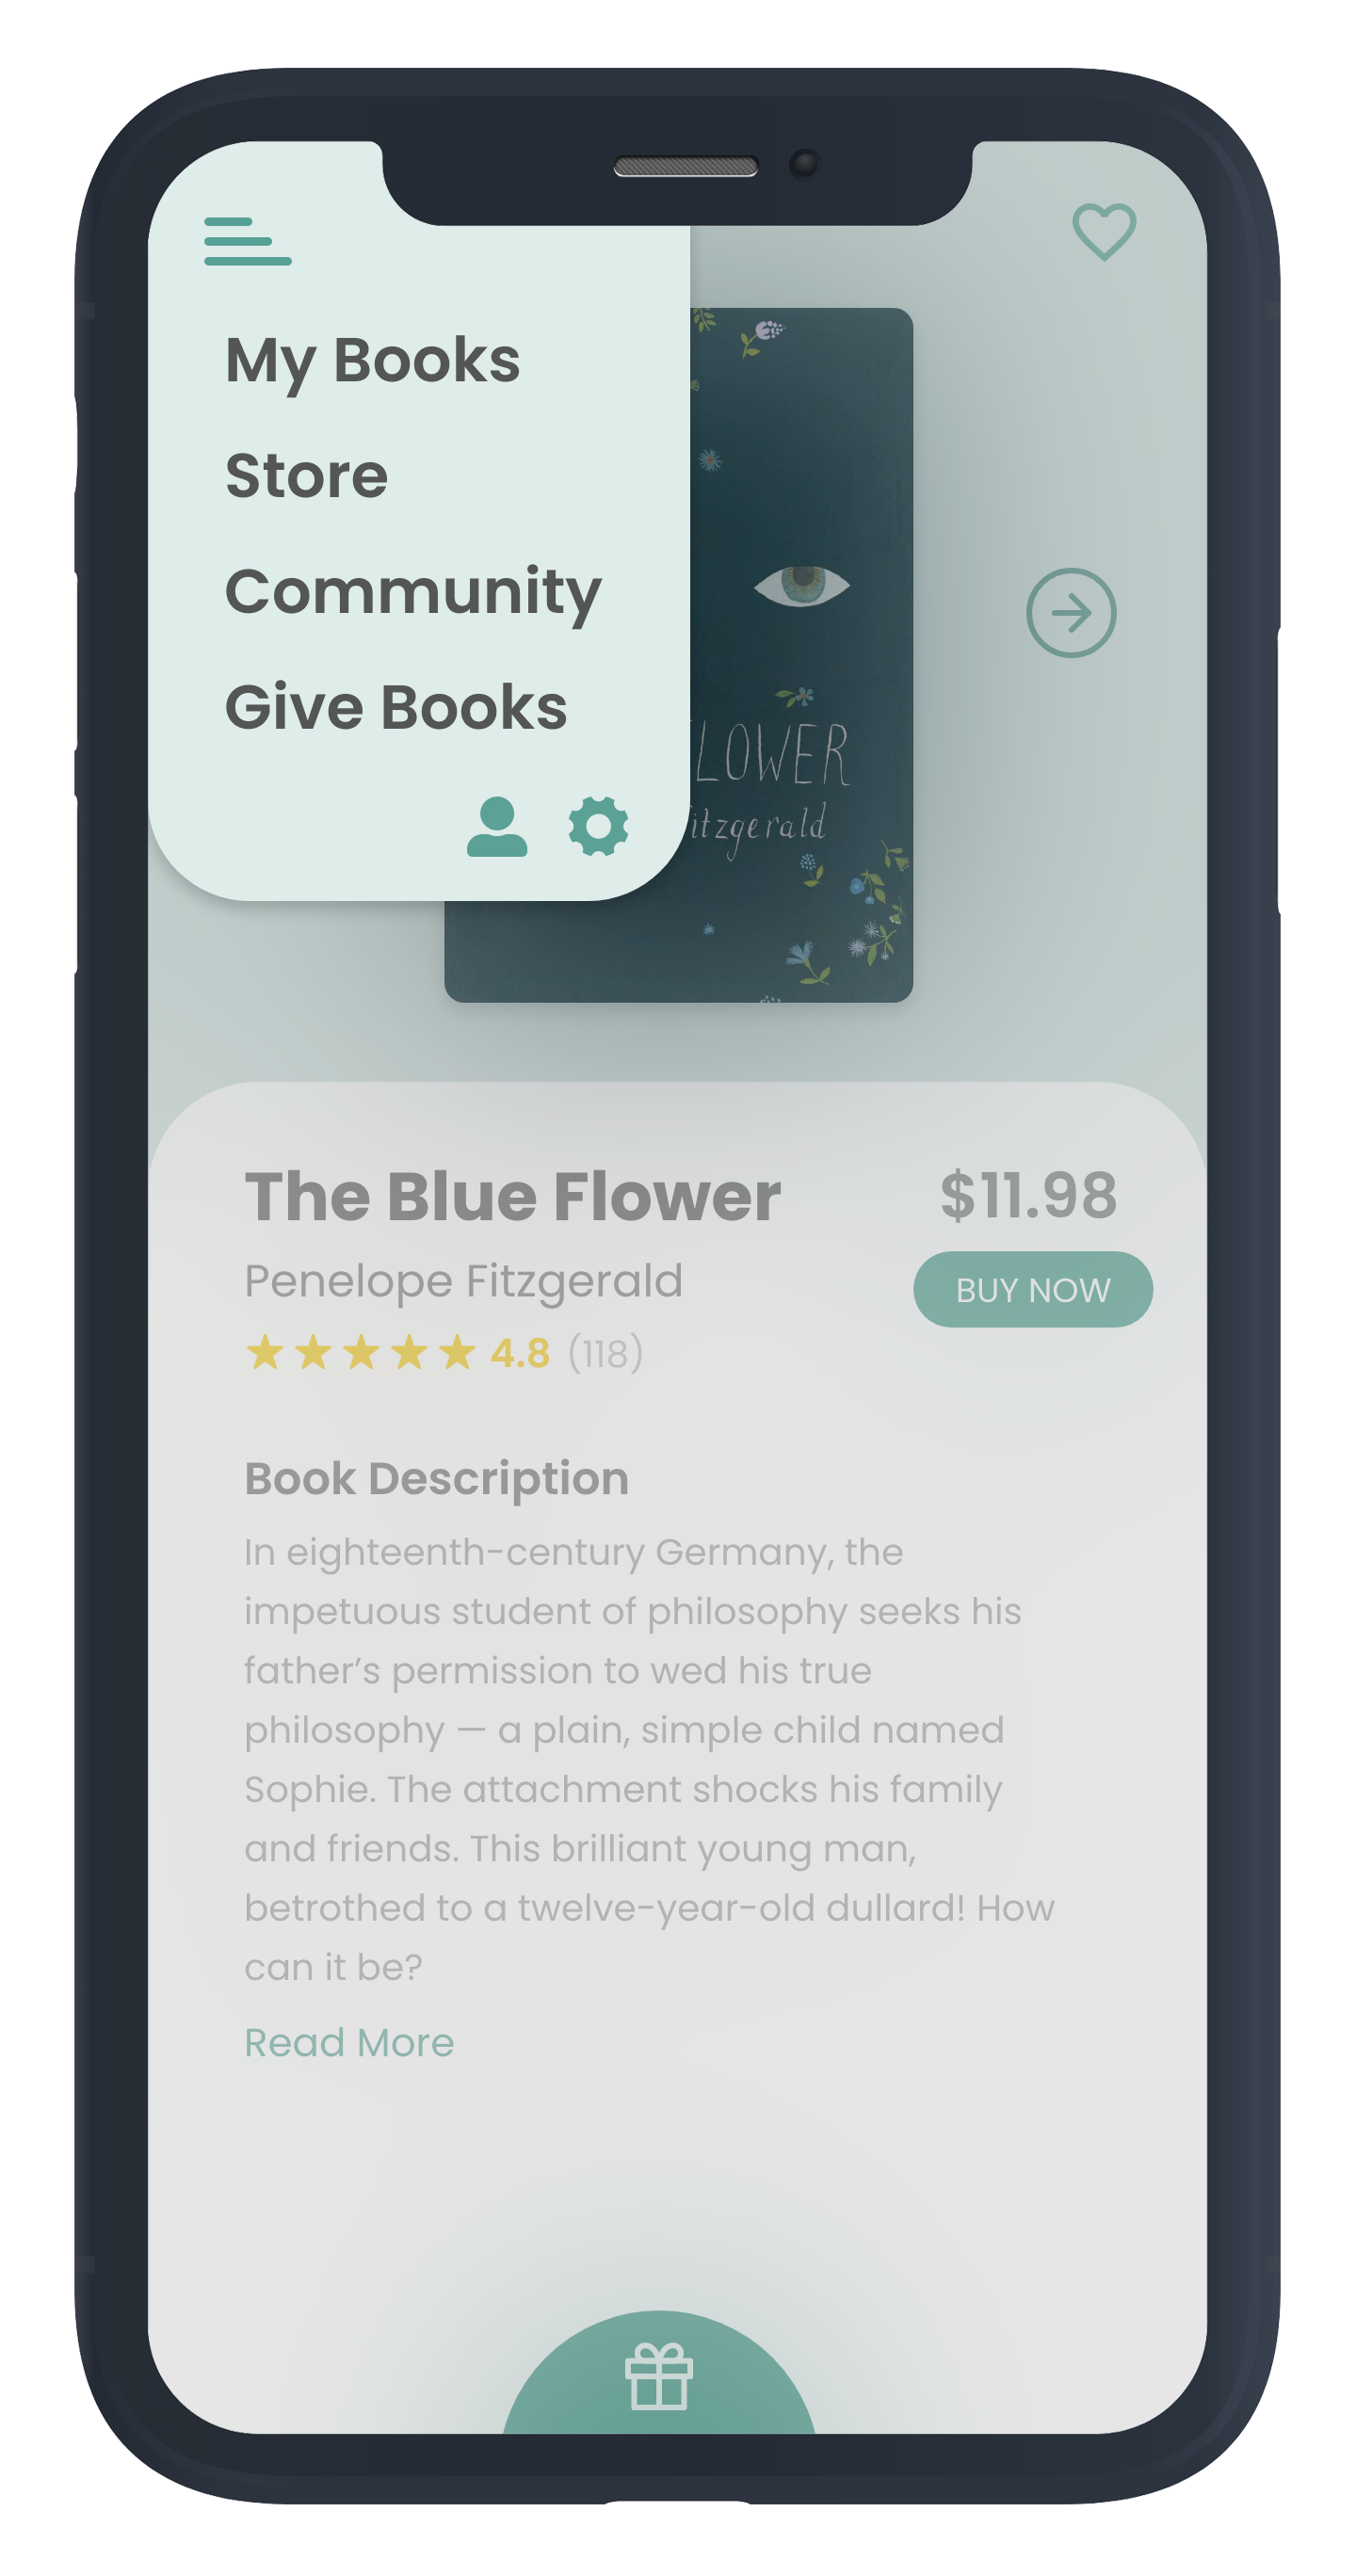 My Books
Store
Community
Give Books
LOWER
itzgerald
The Blue Flower
$11.98
Penelope Fitzgerald
BUY NOW
4.8 (118)
Book Description
In eighteenth-century Germany, the
impetuous student of philosophy seeks his
father’s permission to wed his true
philosophy — a plain, simple child named
Sophie. The attachment shocks his family
and friends. This brilliant young man,
betrothed to a twelve-year-old dullard! How
can it be?
Read More